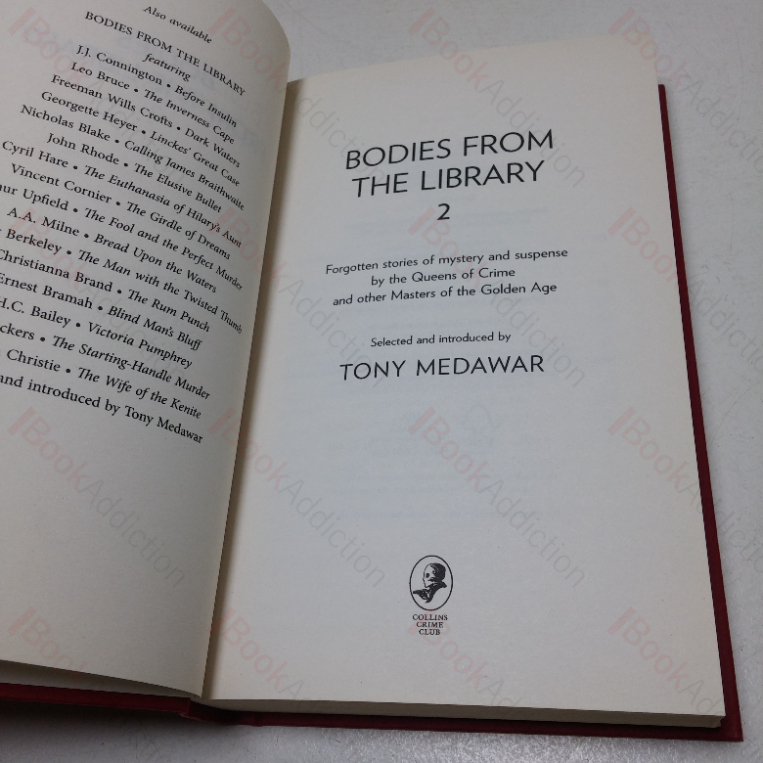 Also available
BODIES FROM THE LIBRARY
featuring
J.J. Connington • Before Insulin
Leo Bruce • The Inverness Cape
Freeman Wills Crofts • Dark Waters
Georgette Heyer • Linckes' Great Case
Nicholas Blake • Calling James Braithwaite
John Rhode • The Elusive Bullet
Cyril Hare • The Euthanasia of Hilary's Aunt
Vincent Cornier • The Girdle of Dreams
Upfield • The Fool and the Perfect Murder
A.A. Milne • Bread Upon the Waters
Berkeley • The Man with the Twisted Thumb
Christianna Brand • The Rum Punch
Ernest Bramah • Blind Man's Bluff
H.C. Bailey • Victoria Pumphrey
• The Starting-Handle Murder
Christie • The Wife of the Kenite
and introduced by Tony Medawar
BODIES FROM
THE LIBRARY
2
Forgotten stories of mystery and suspense
by the Queens of Crime
and other Masters of the Golden Age
Selected and introduced by
TONY MEDAWAR
COLLINS
CRIME
CLUB
BookAddiction